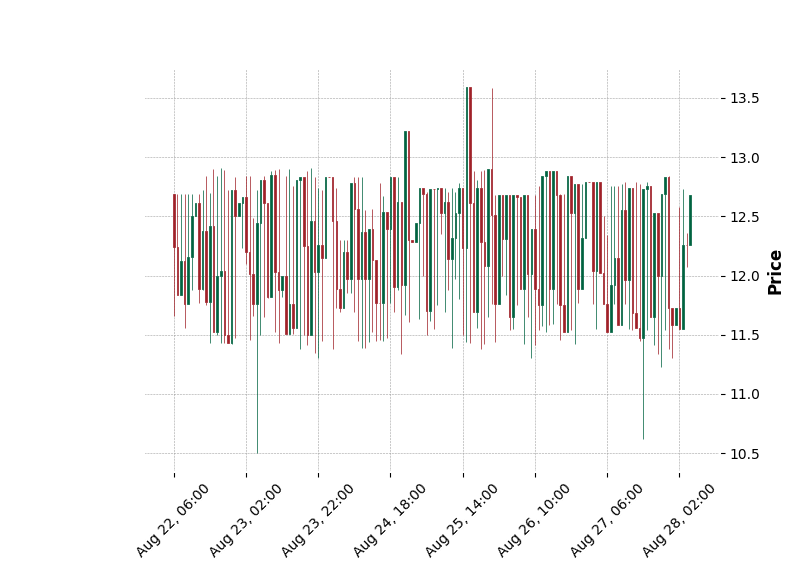 13.5
13.0
12.5
12.0
11.5
11.0
10.5
Price
Aug 22, 06:00
Aug 23, 02:00
Aug 23, 22:00
Aug 24, 18:00
Aug 25, 14:00
Aug 26, 10:00
Aug 27, 06:00
Aug 28, 02:00